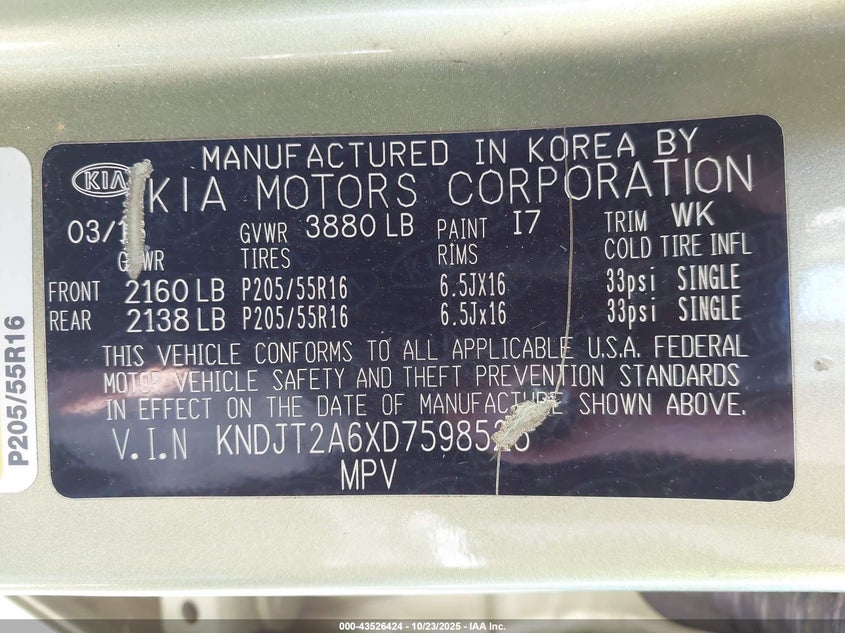 MANUFACTURED IN KOREA BY
KIA KIA MOTORS CORPORATION
GVWR 3880 LB PAINT I7 TRIM WK
TIRES RIMS COLD TIRE INFL
FRONT 2160 LB P205/55R16 6.5JX16 33psi SINGLE
REAR 2138 LB P205/55R16 6.5Jx16 33psi SINGLE
THIS VEHICLE CONFORMS TO ALL APPLICABLE U.S.A. FEDERAL
MOTOR VEHICLE SAFETY AND THEFT PREVENTION STANDARDS
IN EFFECT ON THE DATE OF MANUFACTURE SHOWN ABOVE.
V.I.N
MPV
P205/55R16
000-43526424 - 10/23/2025 - IAA Inc.